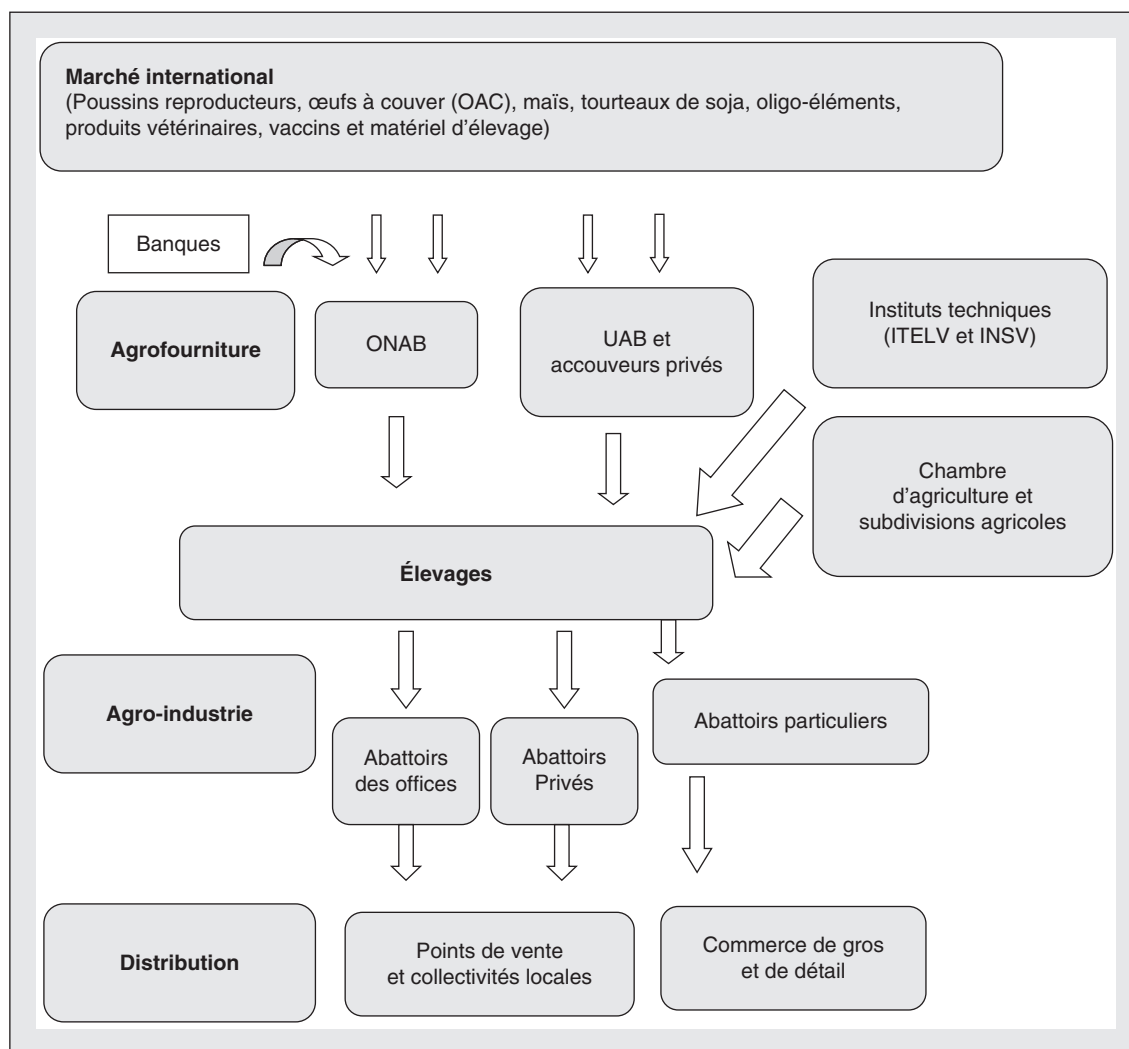 Marché international
(Poussins reproducteurs, œufs à couver (OAC), maïs, tourteaux de soja, oligo-éléments,
produits vétérinaires, vaccins et matériel d'élevage)
Banques
Agrofourniture
ONAB
UAB et
accouveurs privés
Instituts techniques
(ITELV et INSV)
Chambre
d'agriculture et
subdivisions agricoles
Élevages
Agro-industrie
Abattoirs
des offices
Abattoirs
Privés
Abattoirs particuliers
Distribution
Points de vente
et collectivités locales
Commerce de gros
et de détail